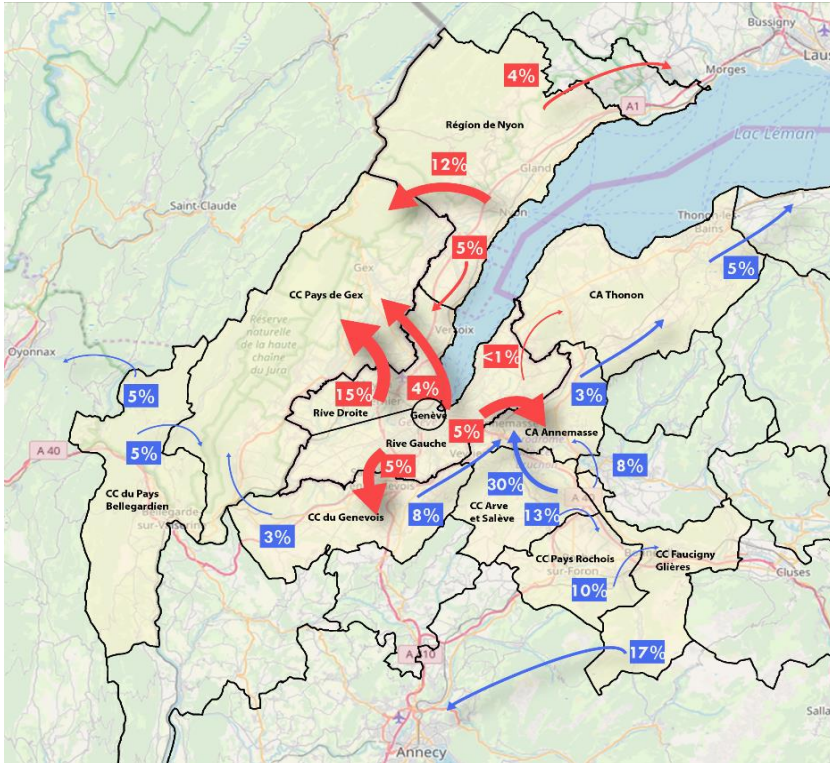 Bussigny
Laus
Morges
4%
A1
Région de Nyon
Lac Léman
12%
Gland
Saint-Claude
Nyon
Thonon-les-
Bains
5%
Gex
5%
CC Pays de Gex
CA Thonon
Réserve
naturelle
de la haute
chaîne
du Jura
Versoix
Oyonnax
<1%
5%
15%
4%
3%
Rive Droite
Genève
5%
A 40
5%
Rive Gauche
CA Annemasse
5%
8%
CC du Pays
Bellegardien
30%
3%
CC du Genevois
8%
CC Arve
et Salève
13%
CC Pays Rochois
sur-Foron
CC Faucigny
Glières
Cluses
10%
17%
A 410
Salla
Annecy